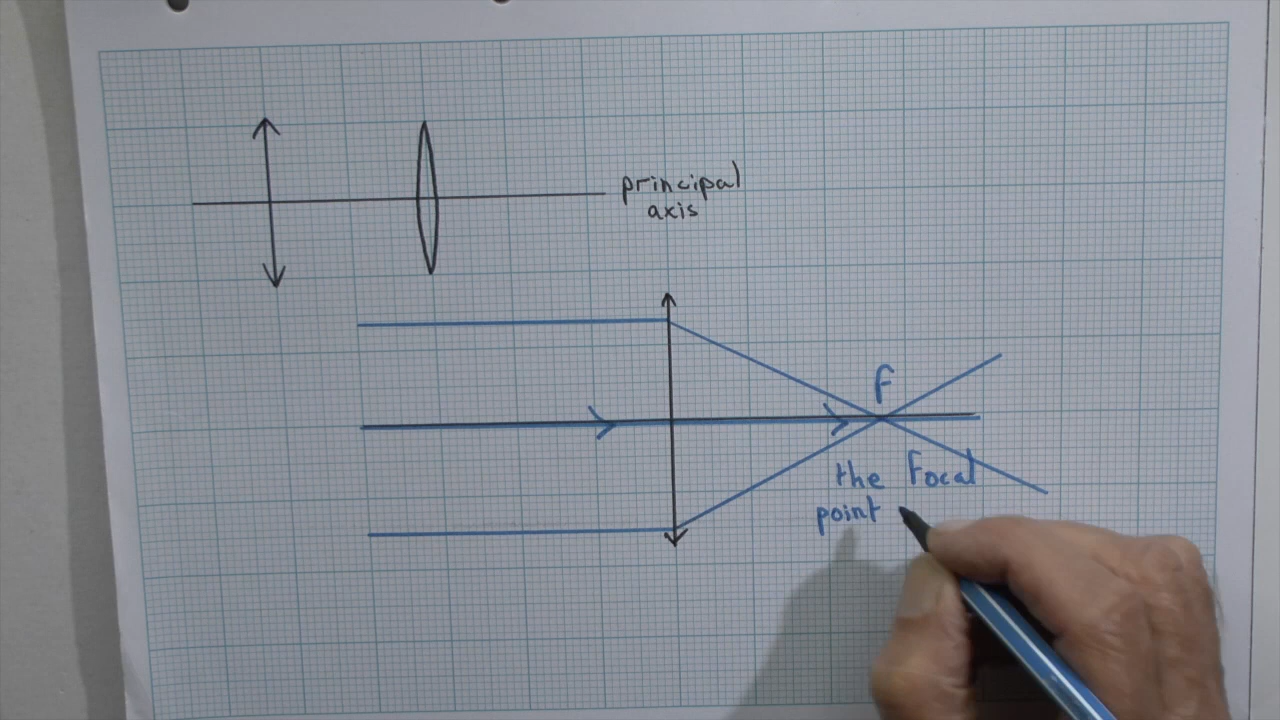 principal
axis
F
the Focal
point